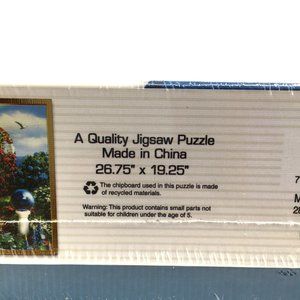 A Quality Jigsaw Puzzle
Made in China
26.75" x 19.25"
The chipboard used in this puzzle is made
of recycled materials.
Warning: This product contains small parts not
suitable for children under the age of 5.
7
M